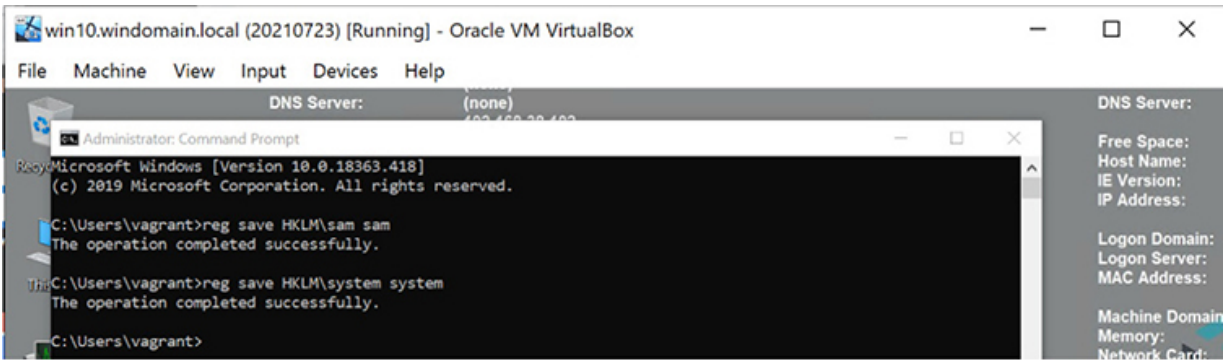 win10.windomain.local (20210723) [Running] - Oracle VM VirtualBox
File Machine View Input Devices Help
DNS Server: (none)
Administrator: Command Prompt
Microsoft Windows [Version 10.0.18363.418]
(c) 2019 Microsoft Corporation. All rights reserved.
C:\Users\vagrant>reg save HKLM\sam sam
The operation completed successfully.
C:\Users\vagrant>reg save HKLM\system system
The operation completed successfully.
C:\Users\vagrant>
DNS Server:
Free Space:
Host Name:
IE Version:
IP Address:
Logon Domain:
Logon Server:
MAC Address:
Machine Domain
Memory:
Network Card: